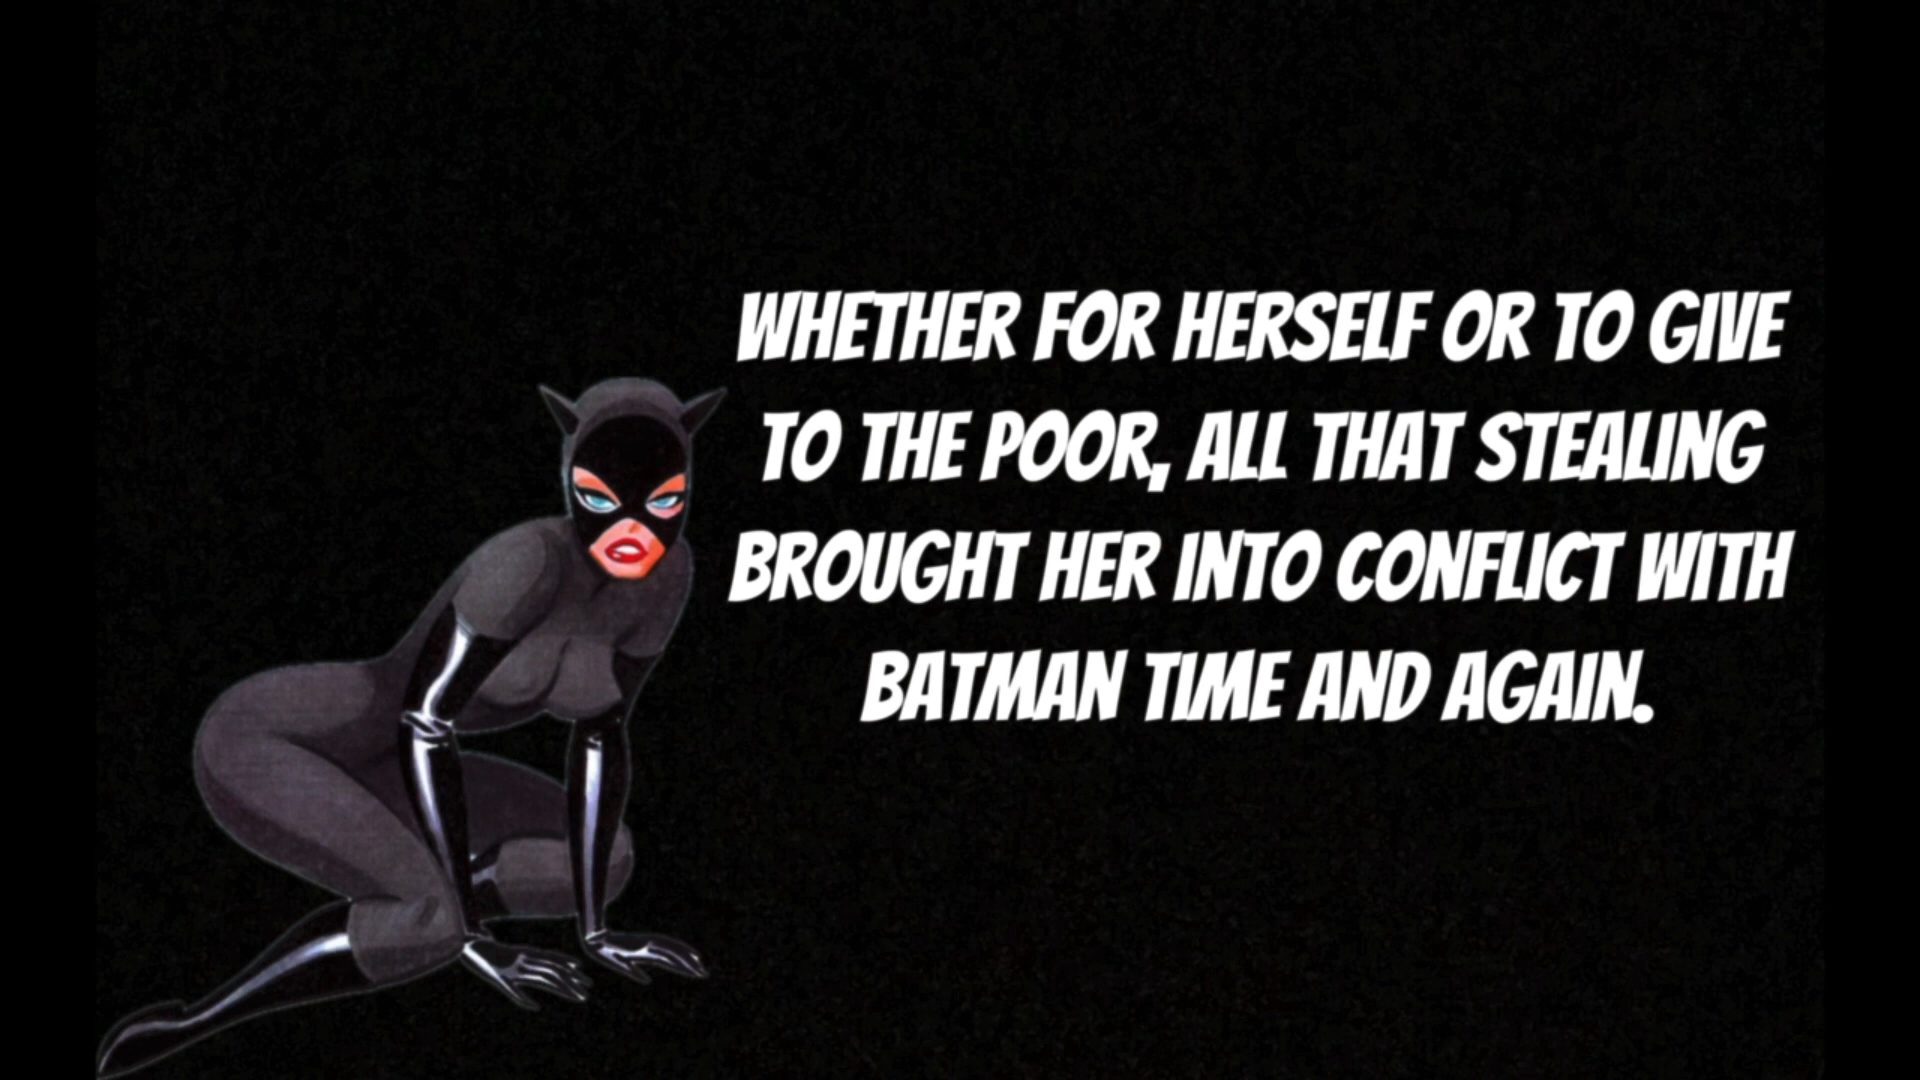 WHETHER FOR HERSELF OR TO GIVE
TO THE POOR, ALL THAT STEALING
BROUGHT HER INTO CONFLICT WITH
BATMAN TIME AND AGAIN.